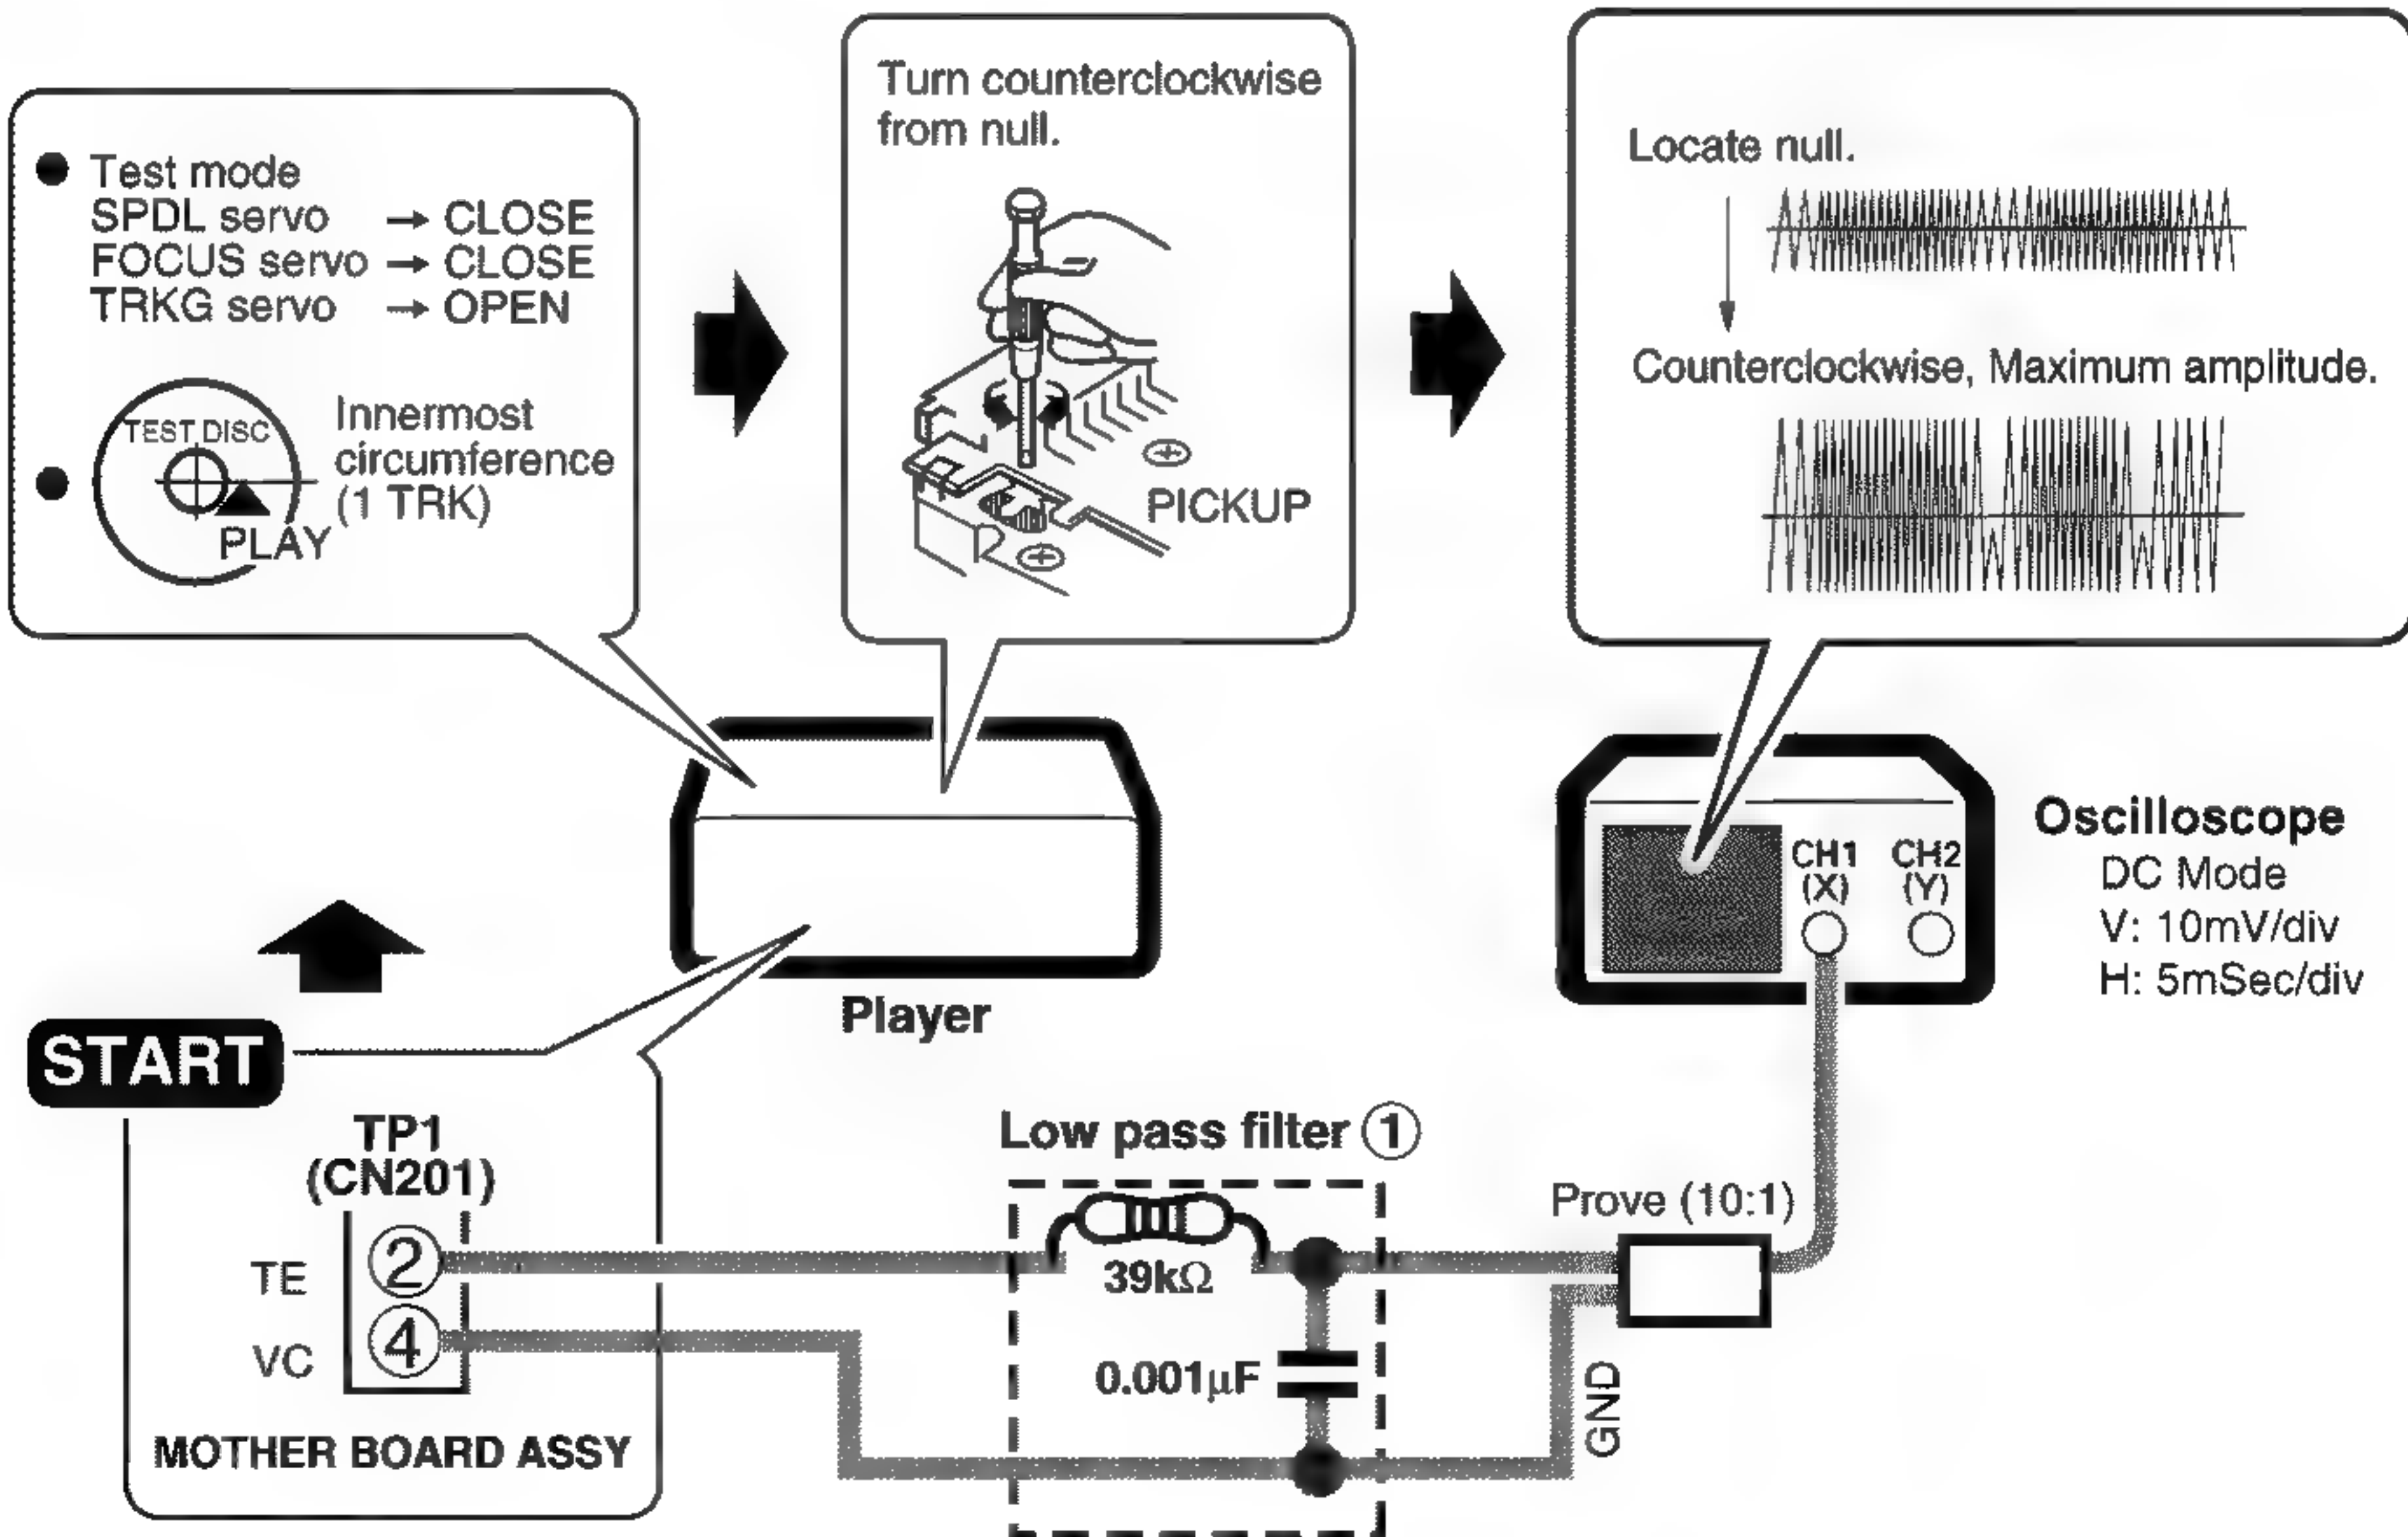 ● Test mode
SPDL servo → CLOSE
FOCUS servo → CLOSE
TRKG servo → OPEN
TEST DISC
PLAY
Innermost
circumference
(1 TRK)
Turn counterclockwise
from null.
PICKUP
Locate null.
Counterclockwise, Maximum amplitude.
Player
CH1
(X)
CH2
(Y)
Oscilloscope
DC Mode
V: 10mV/div
H: 5mSec/div
START
TP1
(CN201)
TE ②
VC ④
MOTHER BOARD ASSY
Low pass filter ①
39kΩ
0.001μF
Prove (10:1)
GND